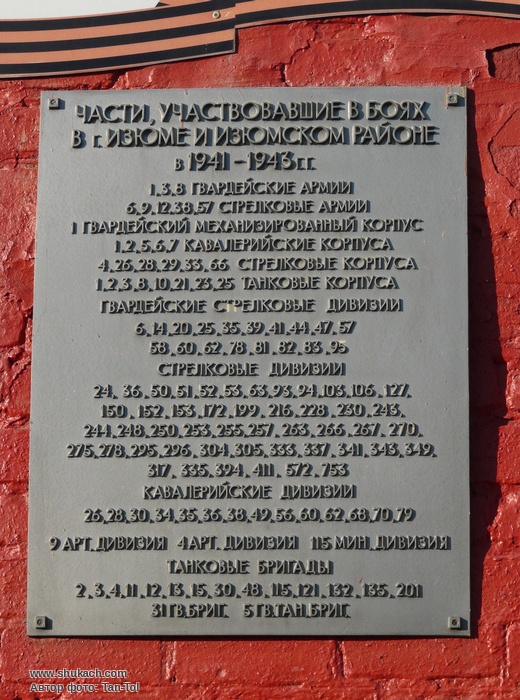 ЧАСТИ, УЧАСТВОВАВШИЕ В БОЯХ
В г. ИЗЮМЕ И ИЗЮМСКОМ РАЙОНЕ
в 1941 – 1943 г.г.
1,3,8 ГВАРДЕЙСКИЕ АРМИИ
6,9,12,38,57 СТРЕЛКОВЫЕ АРМИИ
1 ГВАРДЕЙСКИЙ МЕХАНИЗИРОВАННЫЙ КОРПУС
1,2,5,6,7 КАВАЛЕРИЙСКИЕ КОРПУСА
4,26,28,29,33,66 СТРЕЛКОВЫЕ КОРПУСА
1,2,3,8,10,21,23,25 ТАНКОВЫЕ КОРПУСА
ГВАРДЕЙСКИЕ СТРЕЛКОВЫЕ ДИВИЗИИ
6,14,20,25,35,39,41,44,47,57
58,60,62,78,81,82,83,95
СТРЕЛКОВЫЕ ДИВИЗИИ
24,36,50,51,52,53,63,93,94,103,106,127,
150,152,153,172,199,216,228,230,243,
244,248,250,253,255,257,263,266,267,270,
275,278,295,296,304,305,333,337,341,343,349,
317,335,394,411,572,753
КАВАЛЕРИЙСКИЕ ДИВИЗИИ
26,28,30,34,35,36,38,49,56,60,62,68,70,79
9 АРТ. ДИВИЗИЯ 4 АРТ. ДИВИЗИЯ 115 МИН. ДИВИЗИЯ
ТАНКОВЫЕ БРИГАДЫ
2,3,4,11,12,13,15,30,48,115,121,132,135,201
31 ГВ.БРИГ. 5 ГВ.ТАН.БРИГ.
www.shukach.com
Автор фото: Tan-Tol